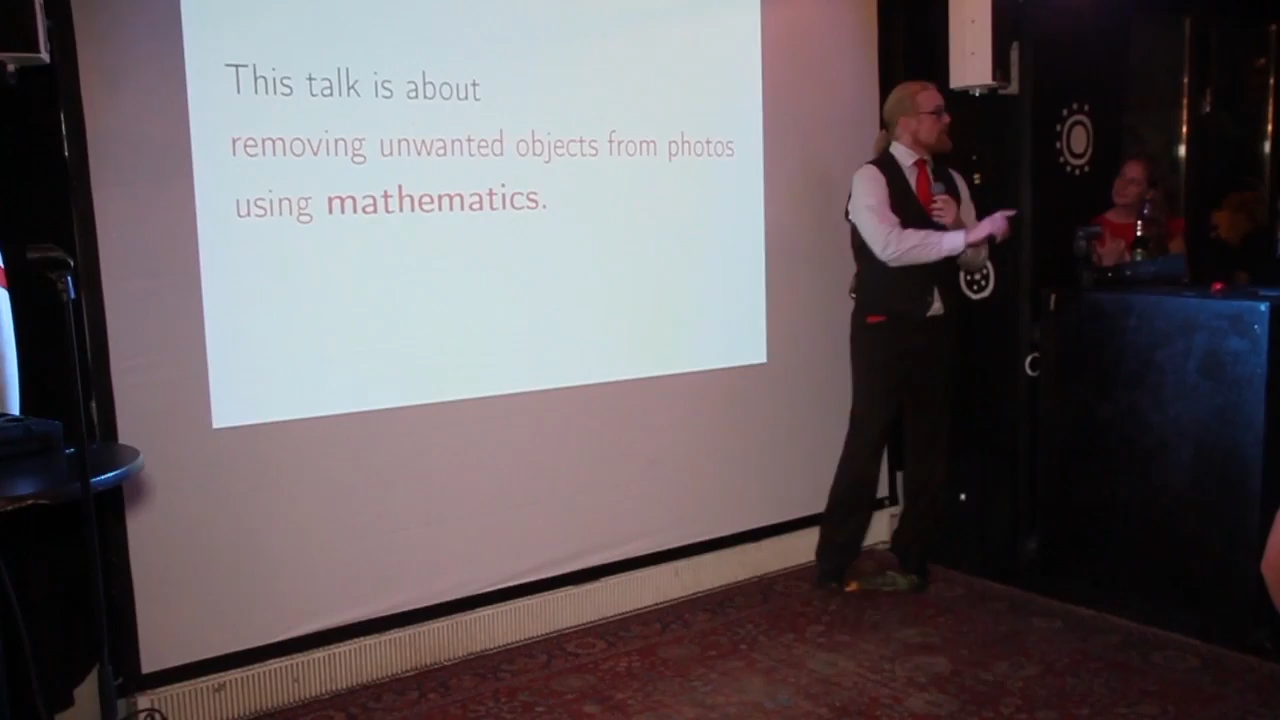 This talk is about
removing unwanted objects from photos
using mathematics.